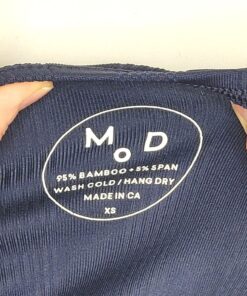 MoD
95% BAMBOO + 5% SPAN
WASH COLD / HANG DRY
MADE IN CA
XS